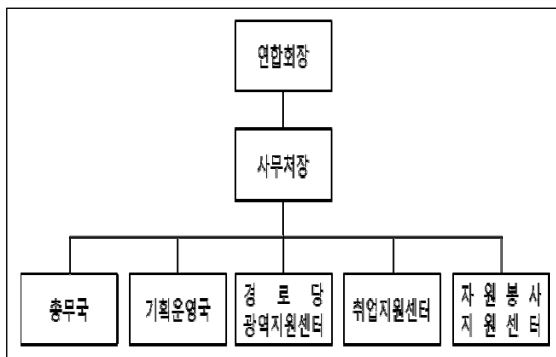 연합회장
사무처장
총무국
기획운영국
경 로 당
광역지원센터
취업지원센터
자 원 봉 사
지 원 센 터